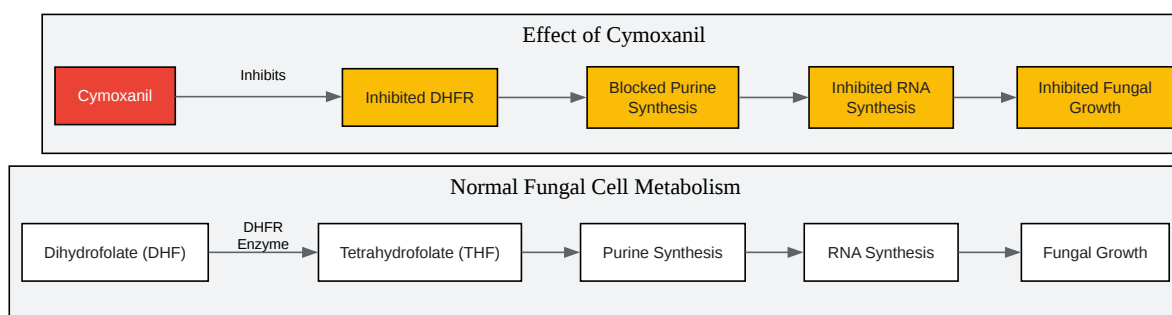 Effect of Cymoxanil
Cymoxanil
Inhibits
Inhibited DHFR
Blocked Purine
Synthesis
Inhibited RNA
Synthesis
Inhibited Fungal
Growth
Normal Fungal Cell Metabolism
Dihydrofolate (DHF)
DHFR
Enzyme
Tetrahydrofolate (THF)
Purine Synthesis
RNA Synthesis
Fungal Growth